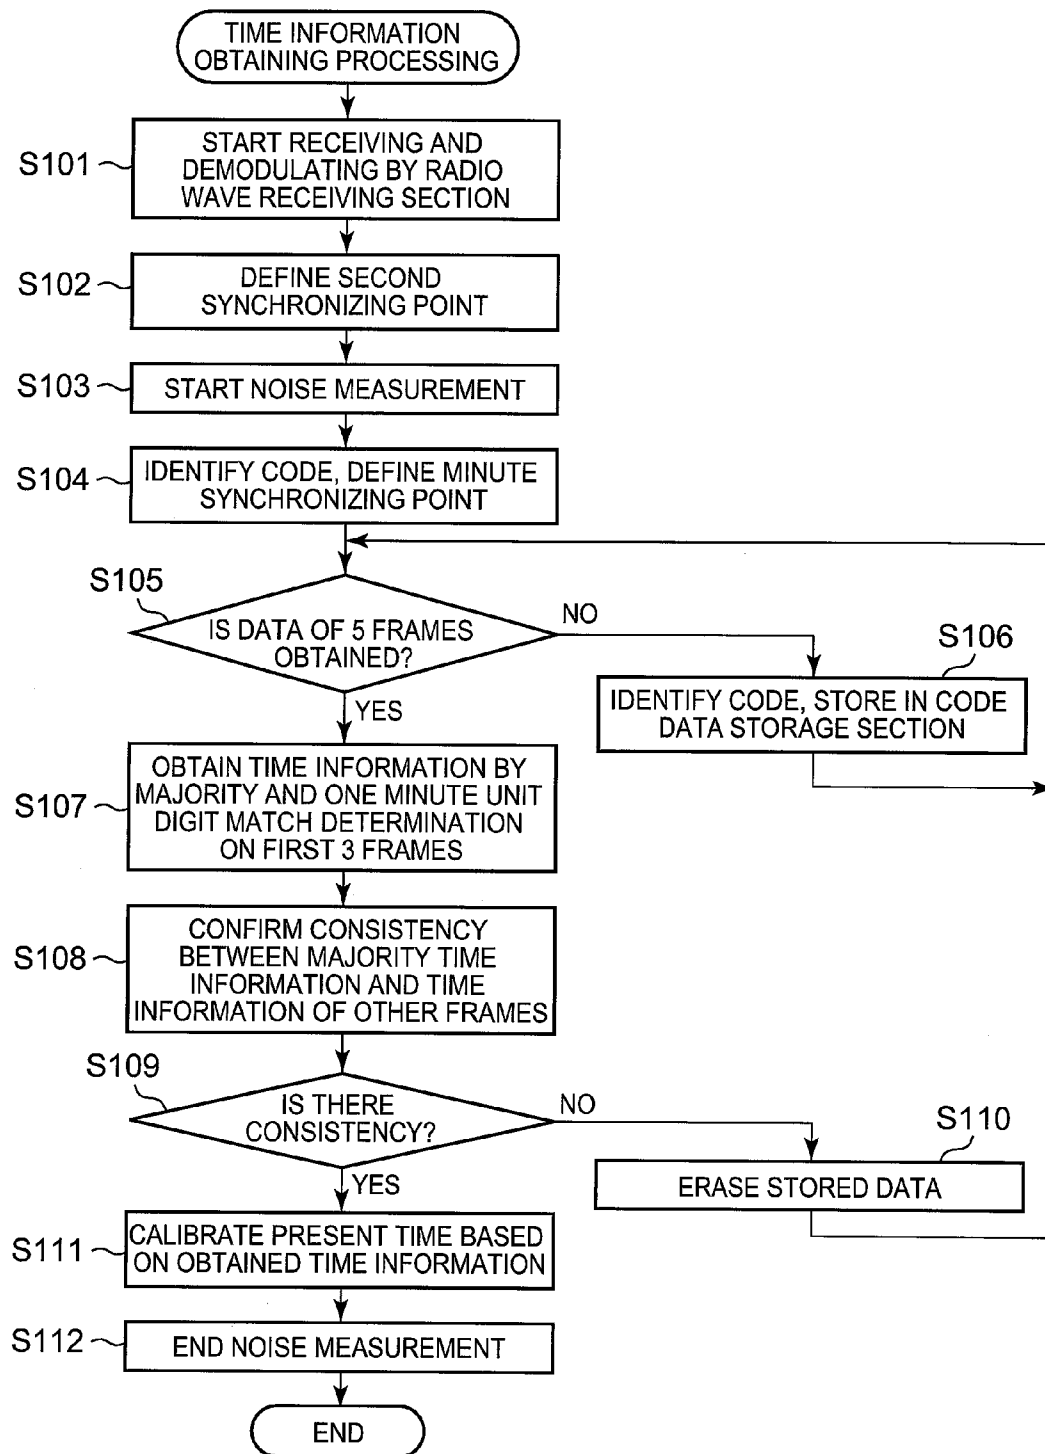 TIME INFORMATION
OBTAINING PROCESSING
S101
START RECEIVING AND
DEMODULATING BY RADIO
WAVE RECEIVING SECTION
S102
DEFINE SECOND
SYNCHRONIZING POINT
S103
START NOISE MEASUREMENT
S104
IDENTIFY CODE, DEFINE MINUTE
SYNCHRONIZING POINT
S105
IS DATA OF 5 FRAMES
OBTAINED?
NO
YES
S106
IDENTIFY CODE, STORE IN CODE
DATA STORAGE SECTION
S107
OBTAIN TIME INFORMATION BY
MAJORITY AND ONE MINUTE UNIT
DIGIT MATCH DETERMINATION
ON FIRST 3 FRAMES
S108
CONFIRM CONSISTENCY
BETWEEN MAJORITY TIME
INFORMATION AND TIME
INFORMATION OF OTHER FRAMES
S109
IS THERE
CONSISTENCY?
NO
YES
S110
ERASE STORED DATA
S111
CALIBRATE PRESENT TIME BASED
ON OBTAINED TIME INFORMATION
S112
END NOISE MEASUREMENT
END